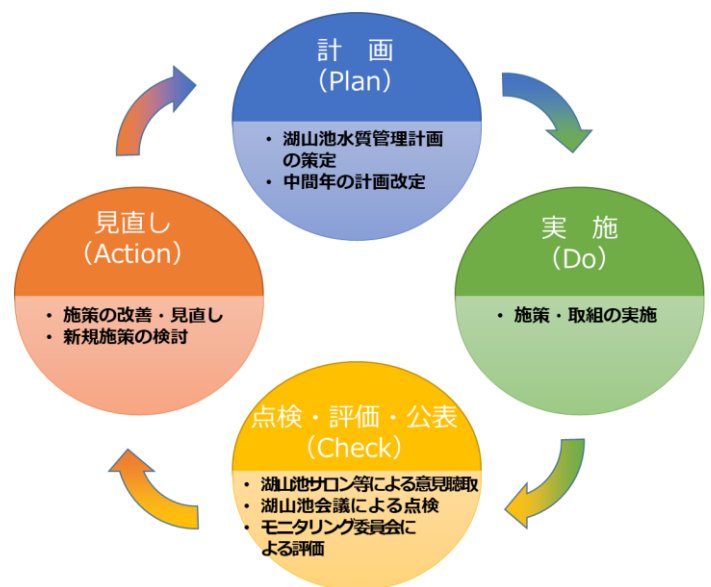 計　画
（Plan）
・ 湖山池水質管理計画
の策定
・ 中間年の計画改定
実　施
（Do）
・ 施策・取組の実施
点検・評価・公表
（Check）
・ 湖山池サロン等による意見聴取
・ 湖山池会議による点検
・ モニタリング委員会に
よる評価
見直し
（Action）
・ 施策の改善・見直し
・ 新規施策の検討